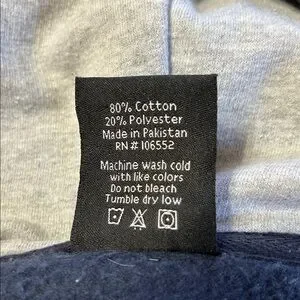 80% Cotton
20% Polyester
Made in Pakistan
RN # 106552
Machine wash cold
with like colors
Do not bleach
Tumble dry low